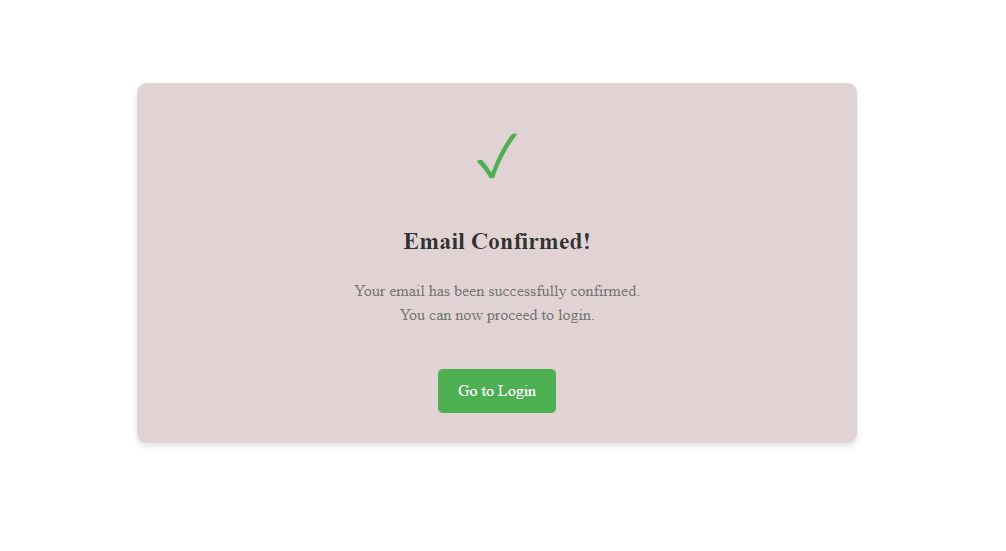 Email Confirmed!
Your email has been successfully confirmed.
You can now proceed to login.
Go to Login